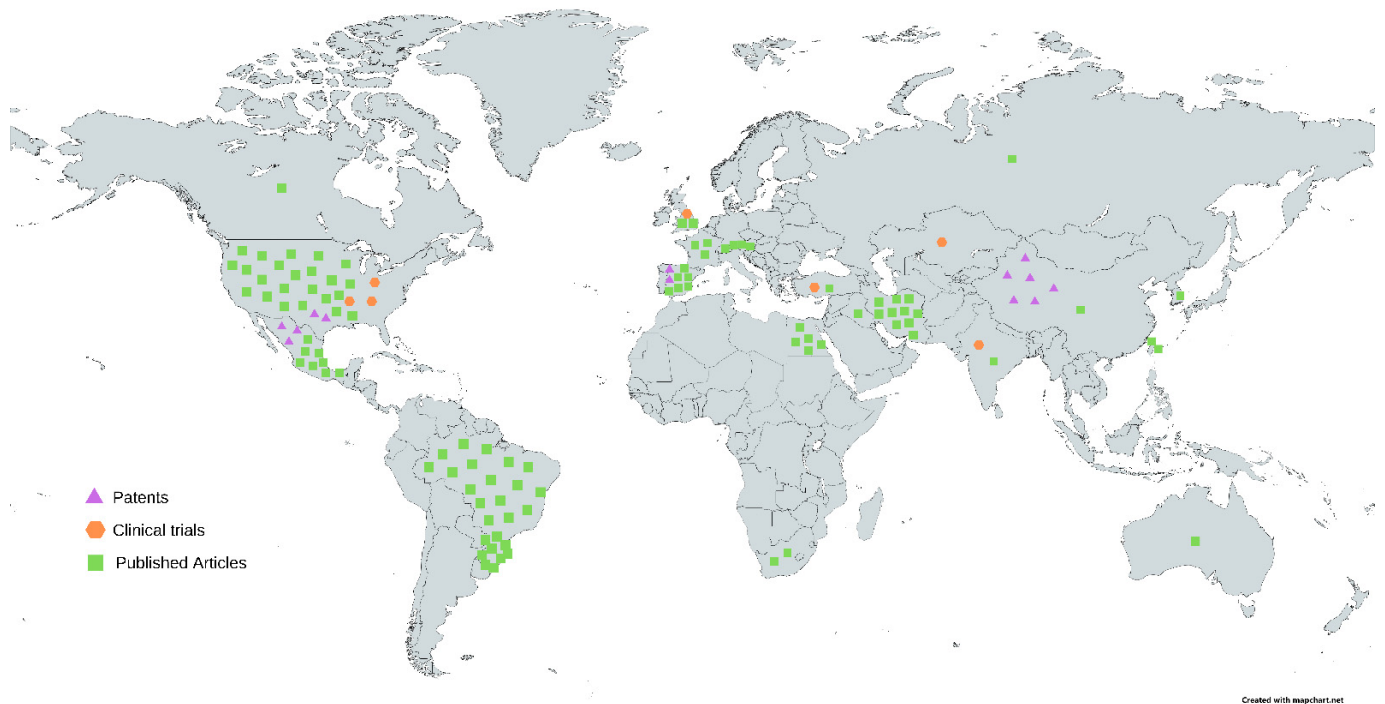 Patents
Clinical trials
Published Articles
Created with mapchart.net